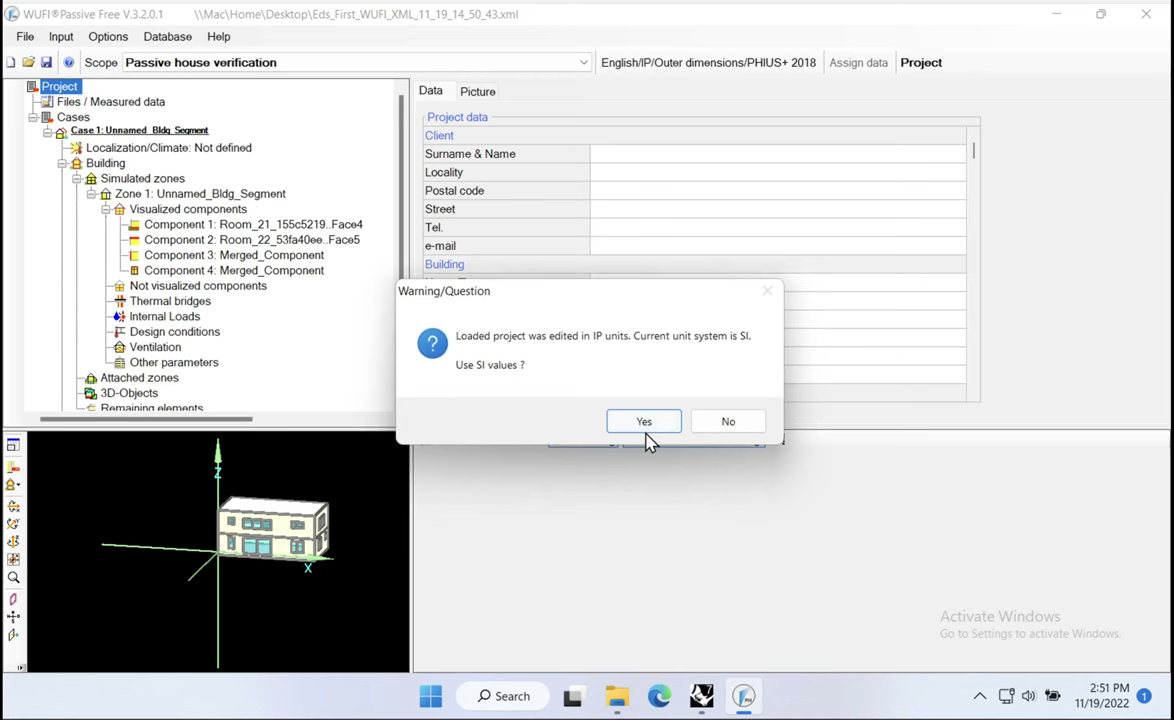 WUFI®Passive Free V.3.2.0.1 \\Mac\Home\Desktop\Eds_First_WUFI_XML_11_19_14_50_43.xml
File Input Options Database Help
Scope Passive house verification English/IP/Outer dimensions/PHIUS+ 2018 Assign data Project
Project
Files / Measured data
Cases
Case 1: Unnamed_Bldg_Segment
Localization/Climate: Not defined
Building
Simulated zones
Zone 1: Unnamed_Bldg_Segment
Visualized components
Component 1: Room_21_155c5219..Face4
Component 2: Room_22_53fa40ee..Face5
Component 3: Merged_Component
Component 4: Merged_Component
Not visualized components
Thermal bridges
Internal Loads
Design conditions
Ventilation
Other parameters
Attached zones
3D-Objects
Remaining elements
Data Picture
Project data
Client
Surname & Name
Locality
Postal code
Street
Tel.
e-mail
Building
Warning/Question
Loaded project was edited in IP units. Current unit system is SI.
Use SI values ?
Yes No
Z
X
Activate Windows
Go to Settings to activate Windows.
Search
2:51 PM
11/19/2022
1